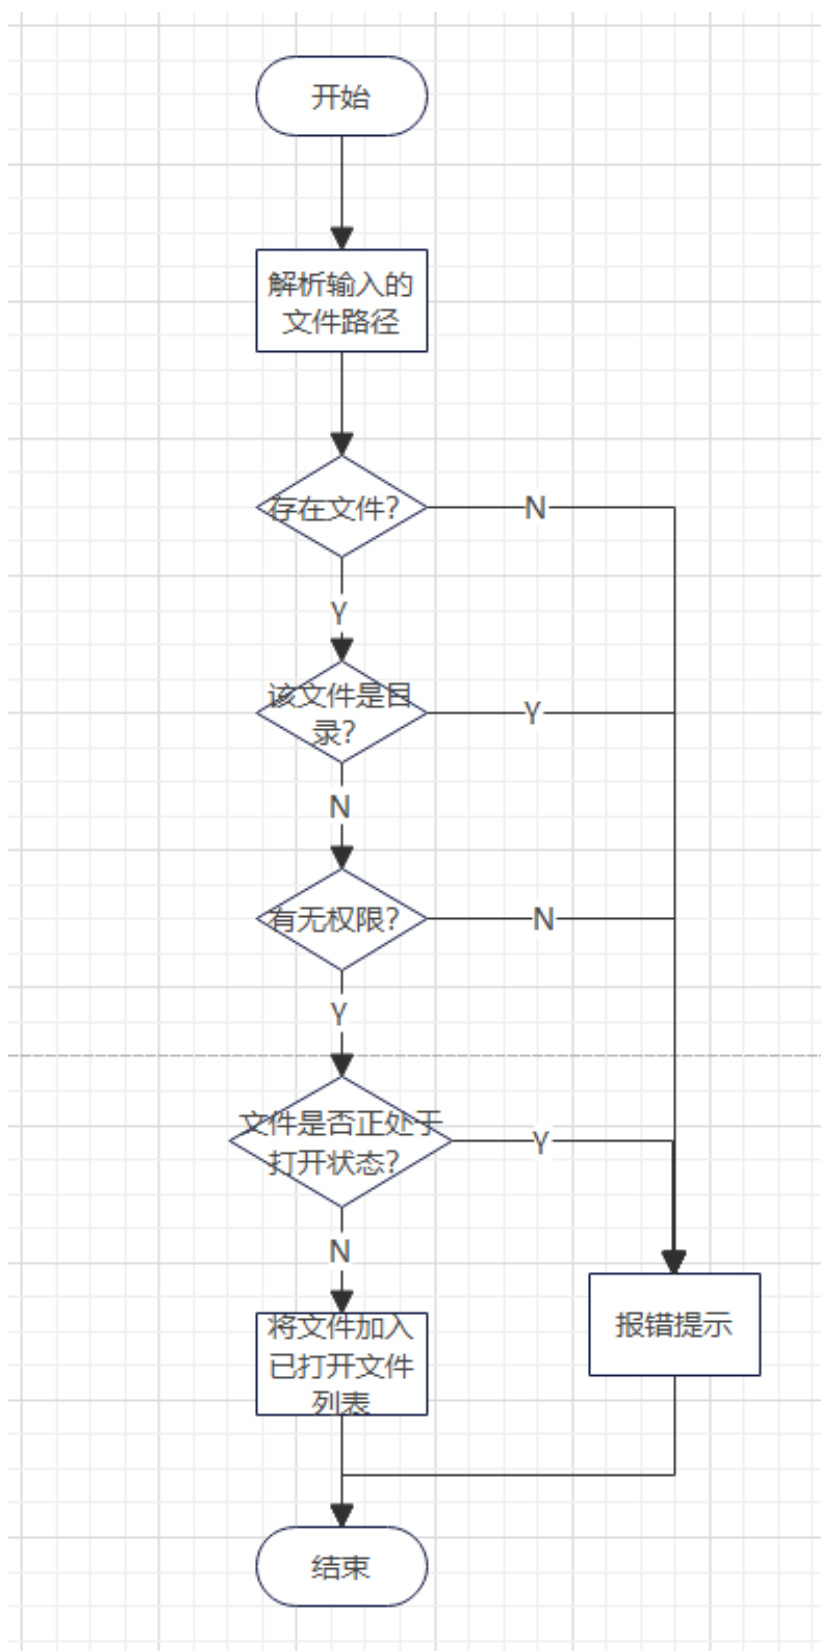 开始
解析输入的
文件路径
存在文件?
N
Y
该文件是目
录?
Y
N
有无权限?
N
Y
文件是否正处于
打开状态?
Y
N
将文件加入
已打开文件
列表
报错提示
结束